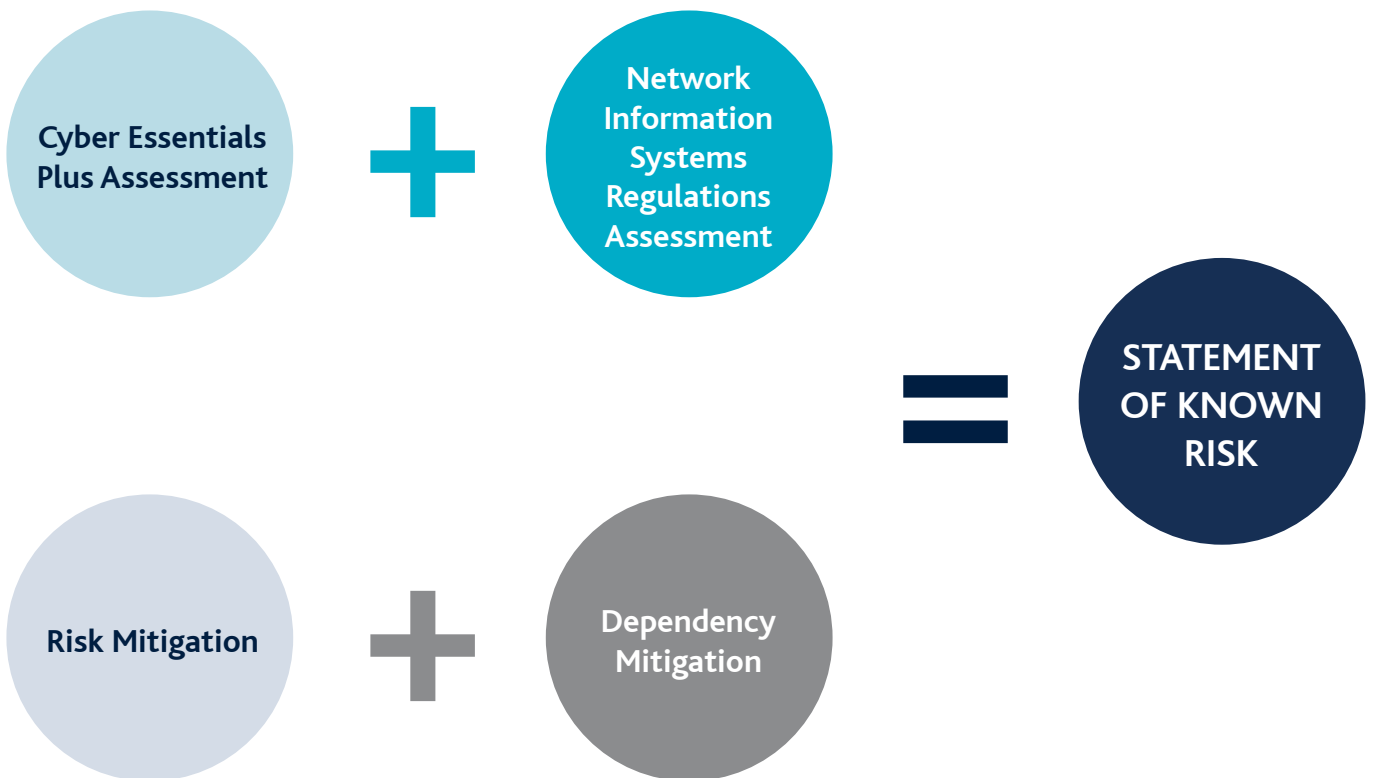 Cyber Essentials
Plus Assessment
+
Network
Information
Systems
Regulations
Assessment
Risk Mitigation
+
Dependency
Mitigation
=
STATEMENT
OF KNOWN
RISK